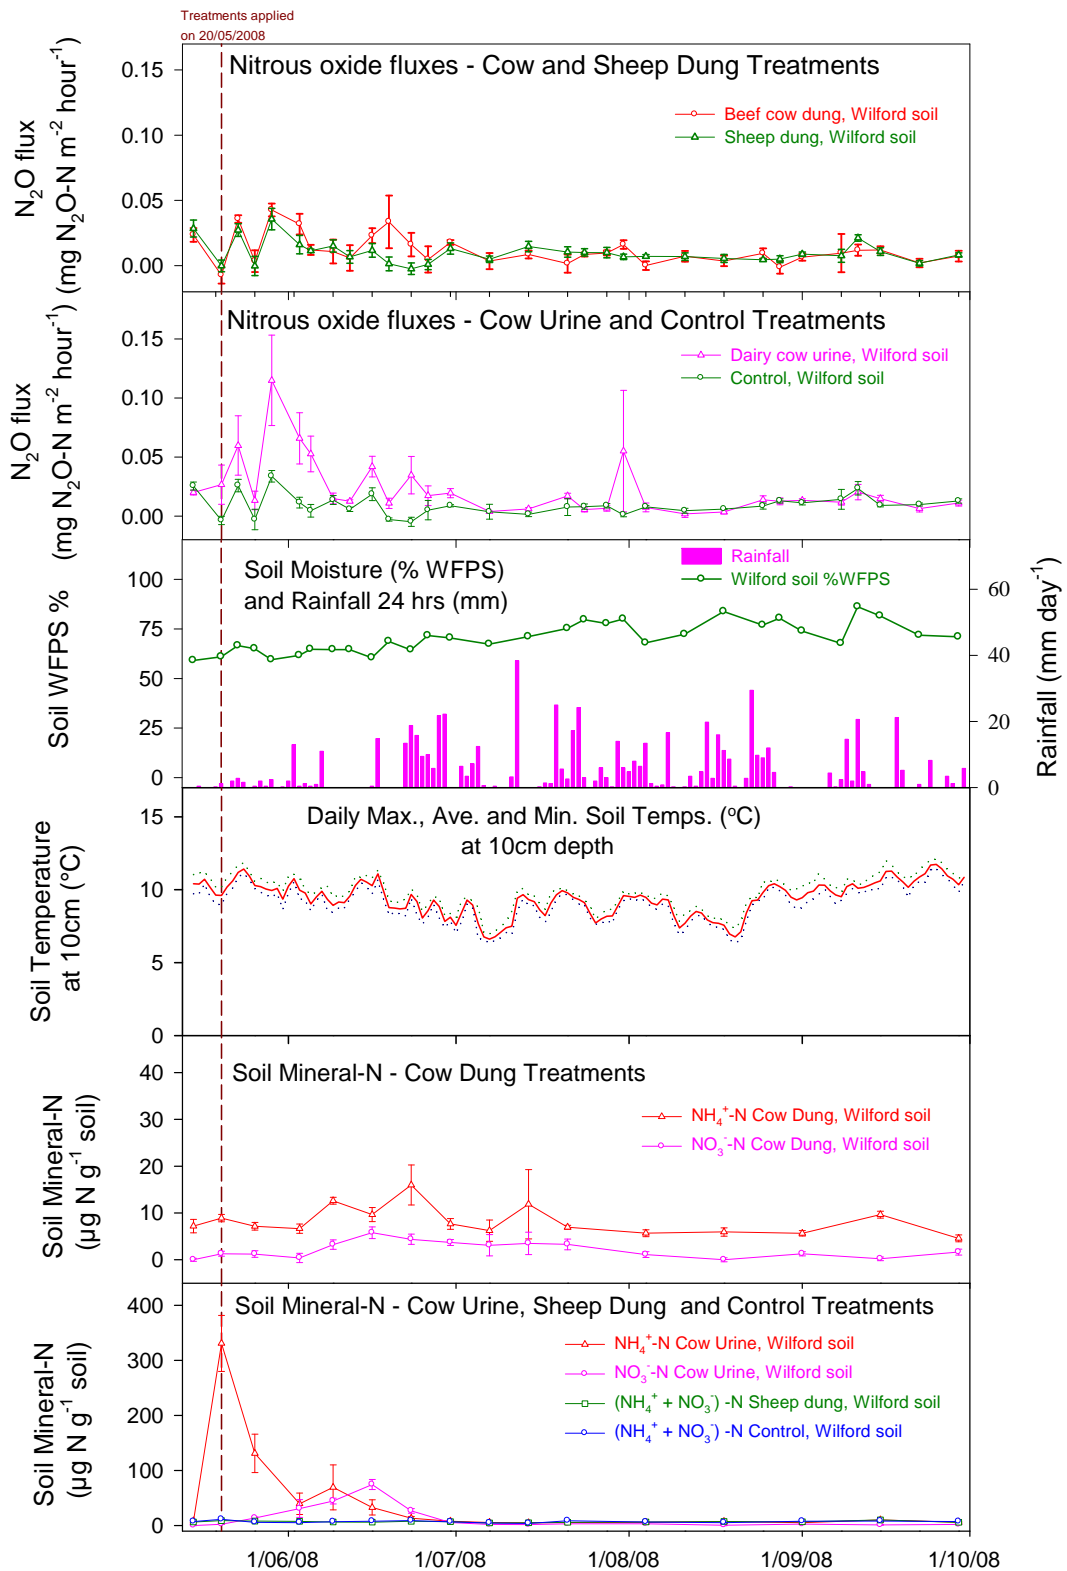 Treatments applied
on 20/05/2008
Nitrous oxide fluxes - Cow and Sheep Dung Treatments
Beef cow dung, Wilford soil
Sheep dung, Wilford soil
0.15
0.10
0.05
0.00
N₂O flux
(mg N₂O-N m⁻² hour⁻¹)
Nitrous oxide fluxes - Cow Urine and Control Treatments
Dairy cow urine, Wilford soil
Control, Wilford soil
0.15
0.10
0.05
0.00
N₂O flux
(mg N₂O-N m⁻² hour⁻¹)
Soil Moisture (% WFPS)
and Rainfall 24 hrs (mm)
Rainfall
Wilford soil %WFPS
100
75
50
25
0
Soil WFPS %
60
40
20
0
Rainfall (mm day⁻¹)
Daily Max., Ave. and Min. Soil Temps. (ºC)
at 10cm depth
15
10
5
0
Soil Temperature
at 10cm (°C)
Soil Mineral-N - Cow Dung Treatments
NH₄⁺-N Cow Dung, Wilford soil
NO₃⁻-N Cow Dung, Wilford soil
40
30
20
10
0
Soil Mineral-N
(µg N g⁻¹ soil)
Soil Mineral-N - Cow Urine, Sheep Dung and Control Treatments
NH₄⁺-N Cow Urine, Wilford soil
NO₃⁻-N Cow Urine, Wilford soil
(NH₄⁺ + NO₃⁻) -N Sheep dung, Wilford soil
(NH₄⁺ + NO₃⁻) -N Control, Wilford soil
400
300
200
100
0
Soil Mineral-N
(µg N g⁻¹ soil)
1/06/08
1/07/08
1/08/08
1/09/08
1/10/08